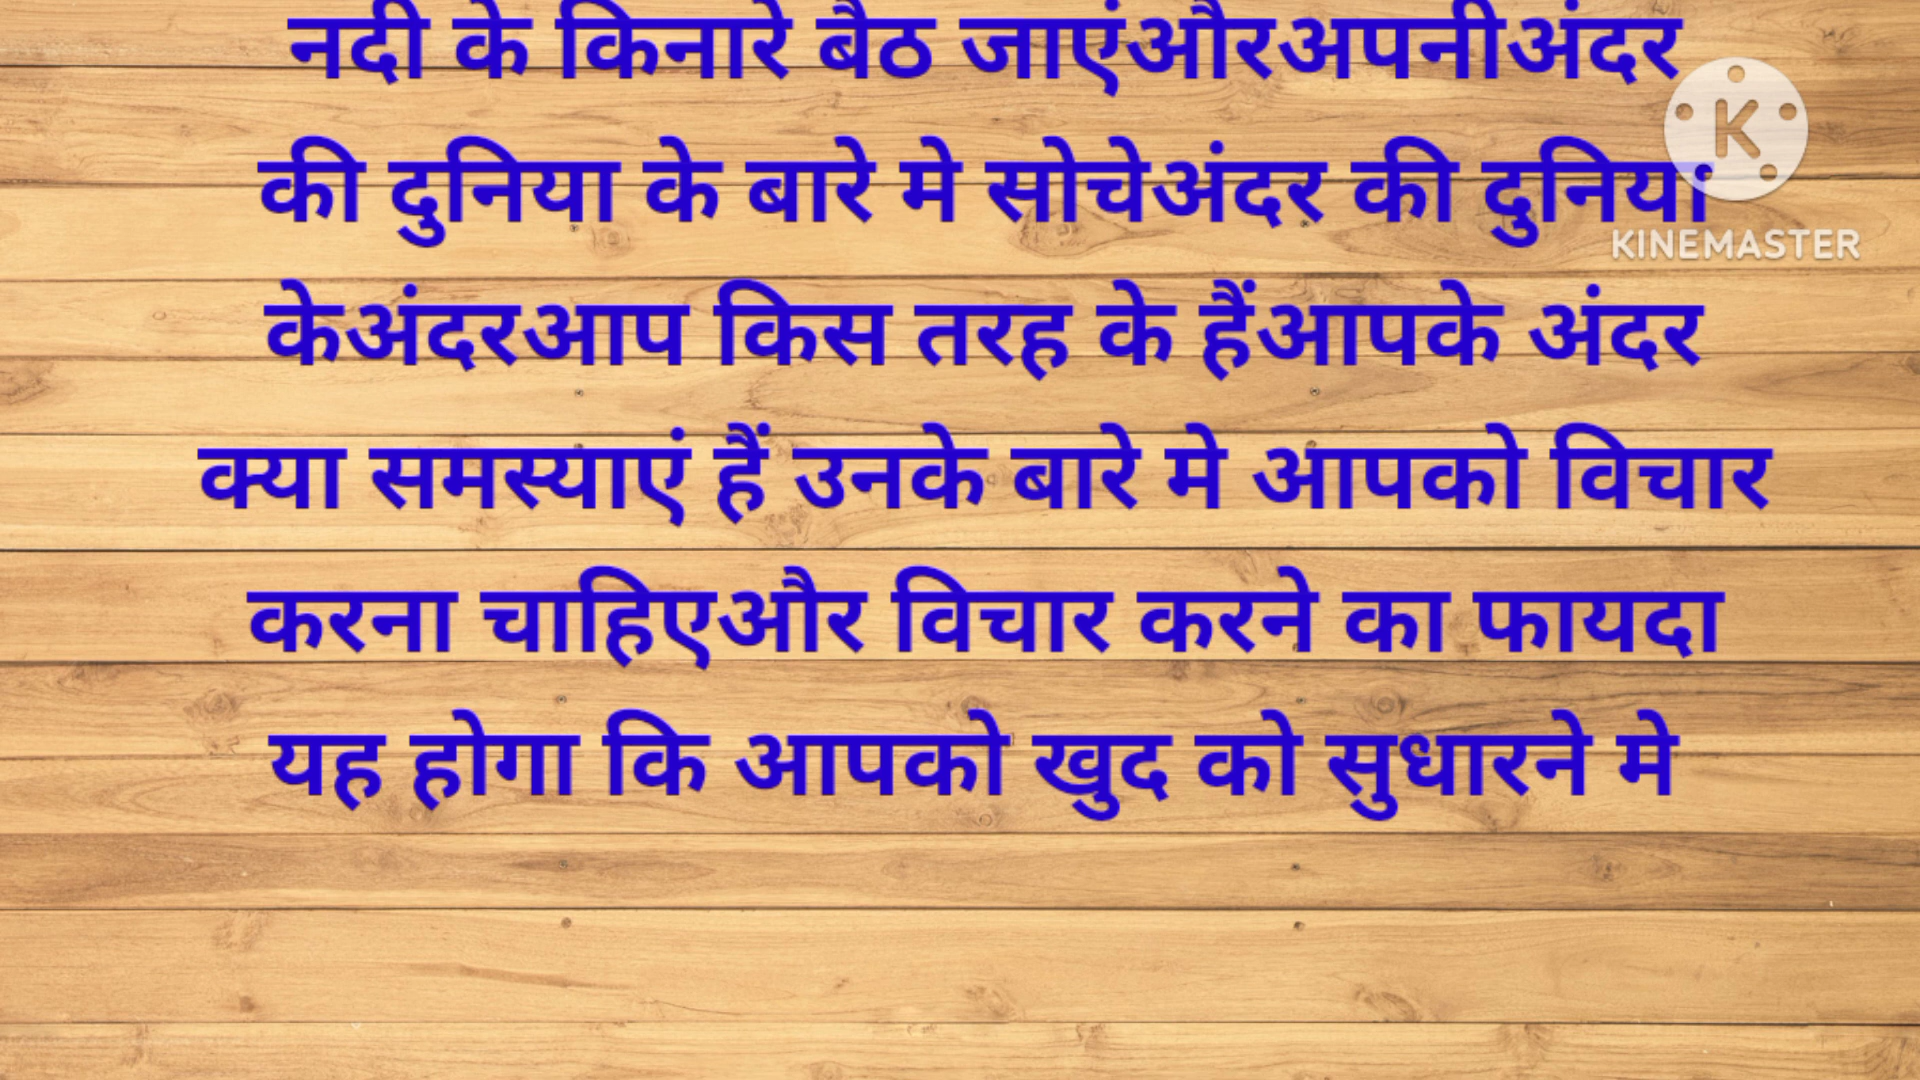 नदी के किनारे बैठ जाएंऔरअपनीअंदर
की दुनिया के बारे मे सोचेअंदर की दुनिया
केअंदरआप किस तरह के हैंआपके अंदर
क्या समस्याएं हैं उनके बारे मे आपको विचार
करना चाहिएऔर विचार करने का फायदा
यह होगा कि आपको खुद को सुधारने मे
K
KINEMASTER